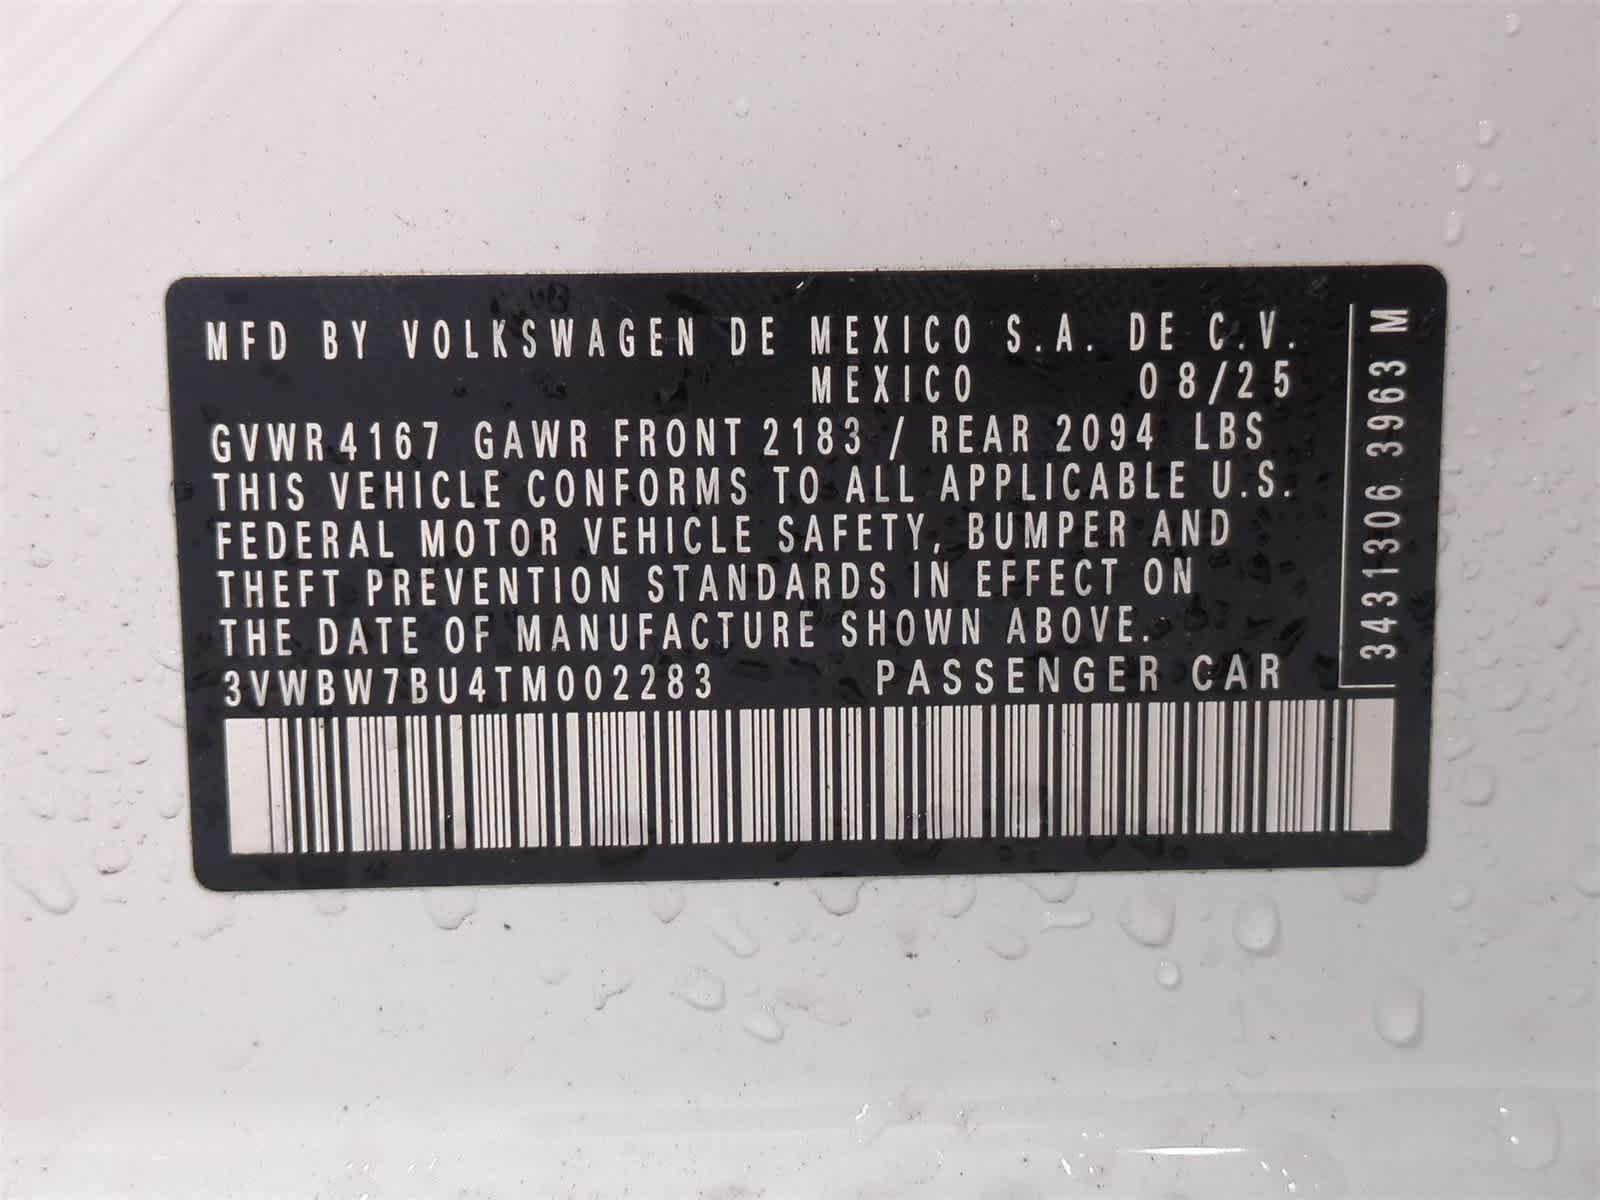 MFD BY VOLKSWAGEN DE MEXICO S.A. DE C.V.
MEXICO 08/25
GVWR 4167 GAWR FRONT 2183 / REAR 2094 LBS
THIS VEHICLE CONFORMS TO ALL APPLICABLE U.S.
FEDERAL MOTOR VEHICLE SAFETY, BUMPER AND
THEFT PREVENTION STANDARDS IN EFFECT ON
THE DATE OF MANUFACTURE SHOWN ABOVE.
3VWBW7BU4TM002283 PASSENGER CAR
3431306 3963 M